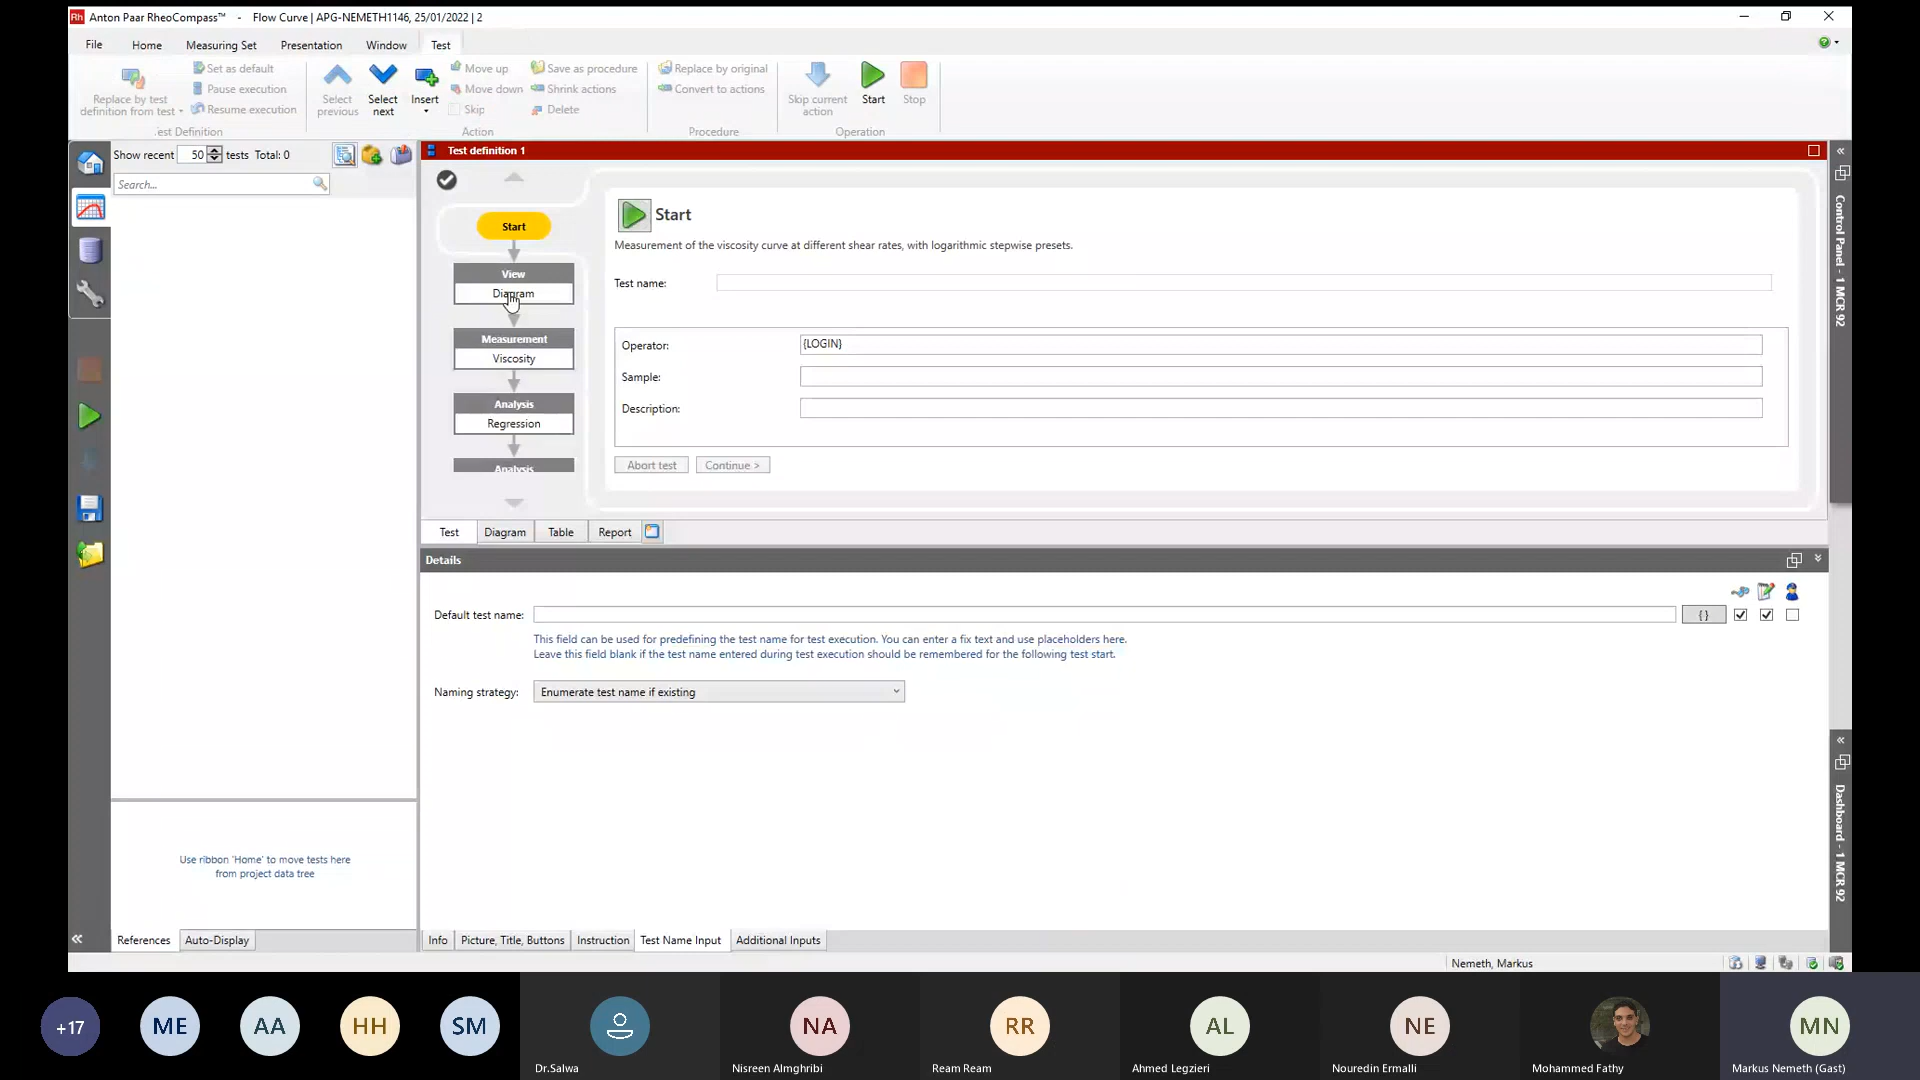 Rh Anton Paar RheoCompass™ - Flow Curve | APG-NEMETH1146, 25/01/2022 | 2
File Home Measuring Set Presentation Window Test
Replace by test definition from test
Set as default
Pause execution
Resume execution
Select previous
Select next
Insert
Move up
Move down
Skip
Save as procedure
Shrink actions
Delete
Replace by original
Convert to actions
Skip current action
Start
Stop
Test Definition
Action
Procedure
Operation
Show recent 50 tests Total: 0
Search...
Test definition 1
Start
View
Diagram
Measurement
Viscosity
Analysis
Regression
Analysis
Start
Measurement of the viscosity curve at different shear rates, with logarithmic stepwise presets.
Test name:
Operator: {LOGIN}
Sample:
Description:
Abort test Continue >
Test Diagram Table Report
Details
Default test name: { }
This field can be used for predefining the test name for test execution. You can enter a fix text and use placeholders here.
Leave this field blank if the test name entered during test execution should be remembered for the following test start.
Naming strategy: Enumerate test name if existing
Use ribbon 'Home' to move tests here
from project data tree
References Auto-Display
Info Picture, Title, Buttons Instruction Test Name Input Additional Inputs
Control Panel - 1 MCR 92
Dashboard - 1 MCR 92
Nemeth, Markus
+17 ME AA HH SM NA RR AL NE MN
Dr.Salwa Nisreen Almghribi Ream Ream Ahmed Legzieri Nouredin Ermalli Mohammed Fathy Markus Nemeth (Gast)